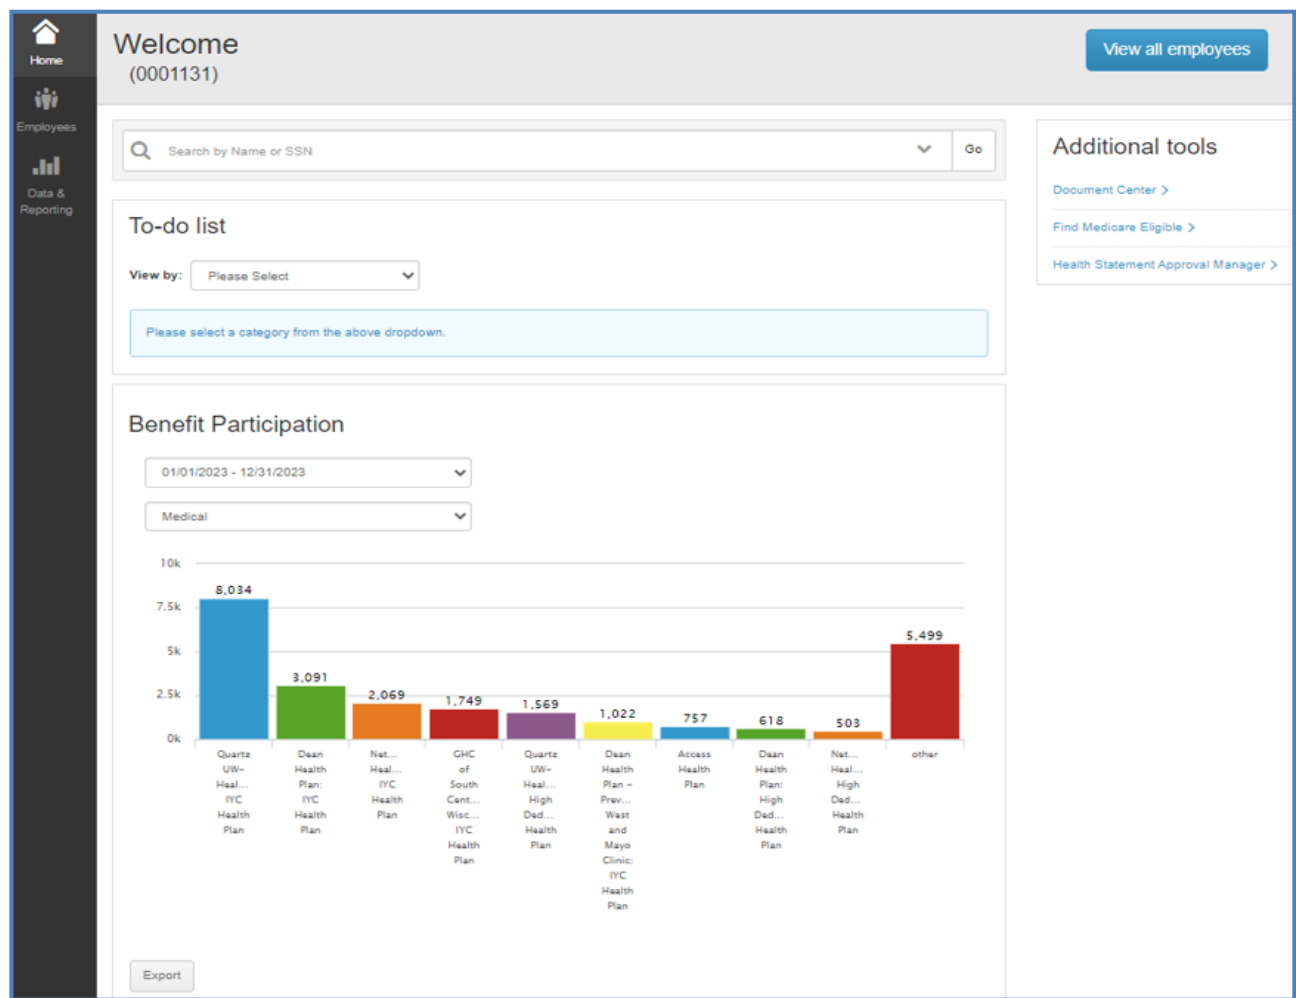 Home
Employees
Data &
Reporting
Welcome
(0001131)
View all employees
Search by Name or SSN
Go
To-do list
View by:
Please Select
Please select a category from the above dropdown.
Benefit Participation
01/01/2023 - 12/31/2023
Medical
10k
7.5k
5k
2.5k
0k
8,034
3,091
2,069
1,749
1,569
1,022
757
618
503
5,499
Quartz
UW-
Heal...
IYC
Health
Plan
Dean
Health
Plan:
IYC
Health
Plan
Net...
Heal...
IYC
Health
Plan
GHC
of
South
Cent...
Wisc...
IYC
Health
Plan
Quartz
UW-
Heal...
High
Ded...
Health
Plan
Dean
Health
Plan -
Prev...
West
and
Mayo
Clinic:
IYC
Health
Plan
Access
Health
Plan
Dean
Health
Plan:
High
Ded...
Health
Plan
Net...
Heal...
High
Ded...
Health
Plan
other
Export
Additional tools
Document Center >
Find Medicare Eligible >
Health Statement Approval Manager >